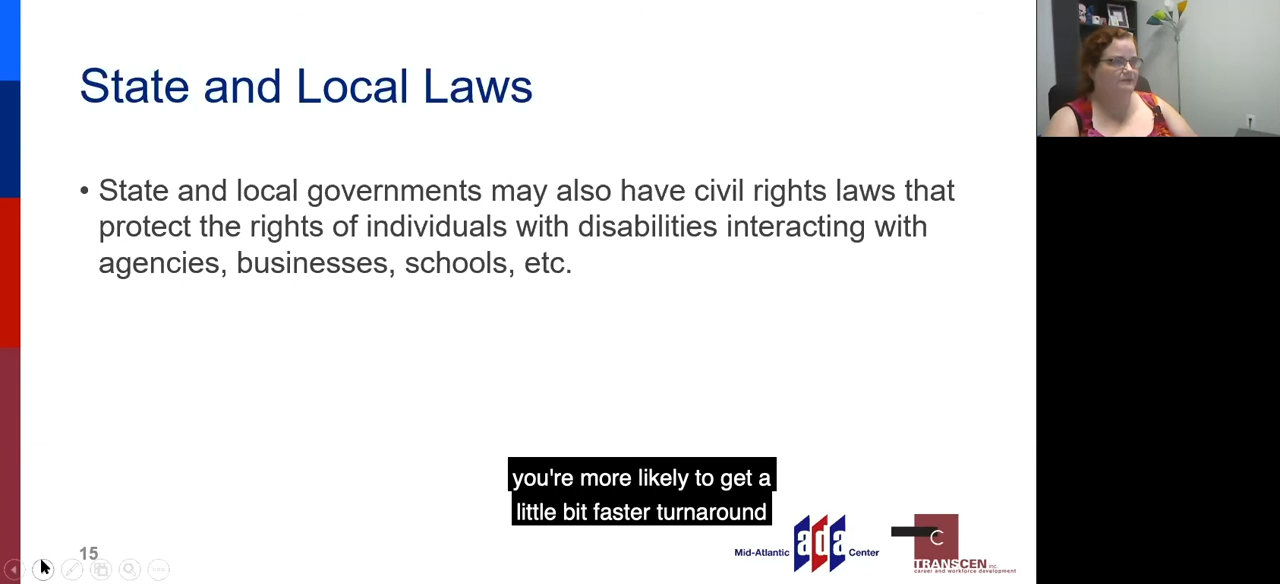 State and Local Laws
• State and local governments may also have civil rights laws that
protect the rights of individuals with disabilities interacting with
agencies, businesses, schools, etc.
you're more likely to get a
little bit faster turnaround
15
Mid-Atlantic ada Center
C
TRANSCEN inc.
career and workforce development